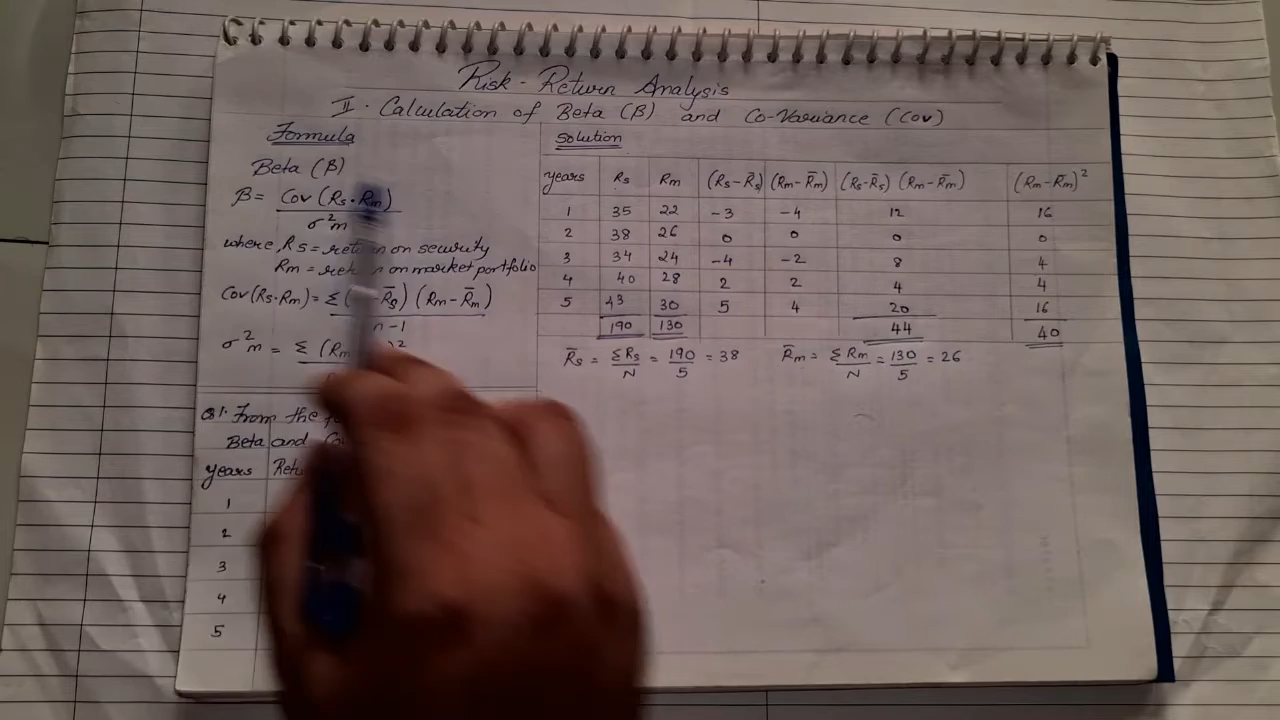 Risk-Return Analysis
II. Calculation of Beta (β) and Co-Variance (Cov)
Formula
Beta (β)
β = Cov (Rs·Rm)
σ²m
where, Rs = return on security
Rm = return on market portfolio
Cov (Rs·Rm) = Σ ( R̄s) (Rm-R̄m)
n-1
σ²m = Σ (Rm )²
Q1. From the
Beta and
years
1
2
3
4
5
Solution
years Rs Rm (Rs-R̄s) (Rm-R̄m) (Rs-R̄s) (Rm-R̄m) (Rm-R̄m)²
1 35 22 -3 -4 12 16
2 38 26 0 0 0 0
3 34 24 -4 -2 8 4
4 40 28 2 2 4 4
5 43 30 5 4 20 16
190 130 44 40
R̄s = ΣRs/N = 190/5 = 38 R̄m = ΣRm/N = 130/5 = 26